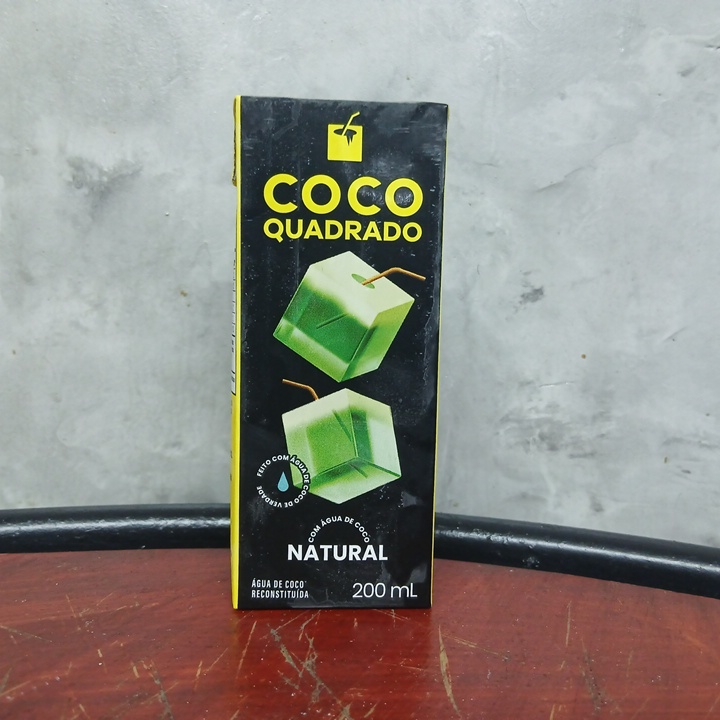 COCO
QUADRADO
FEITO COM ÁGUA DE COCO DE VERDADE
COM ÁGUA DE COCO
NATURAL
ÁGUA DE COCO
RECONSTITUÍDA
200 mL